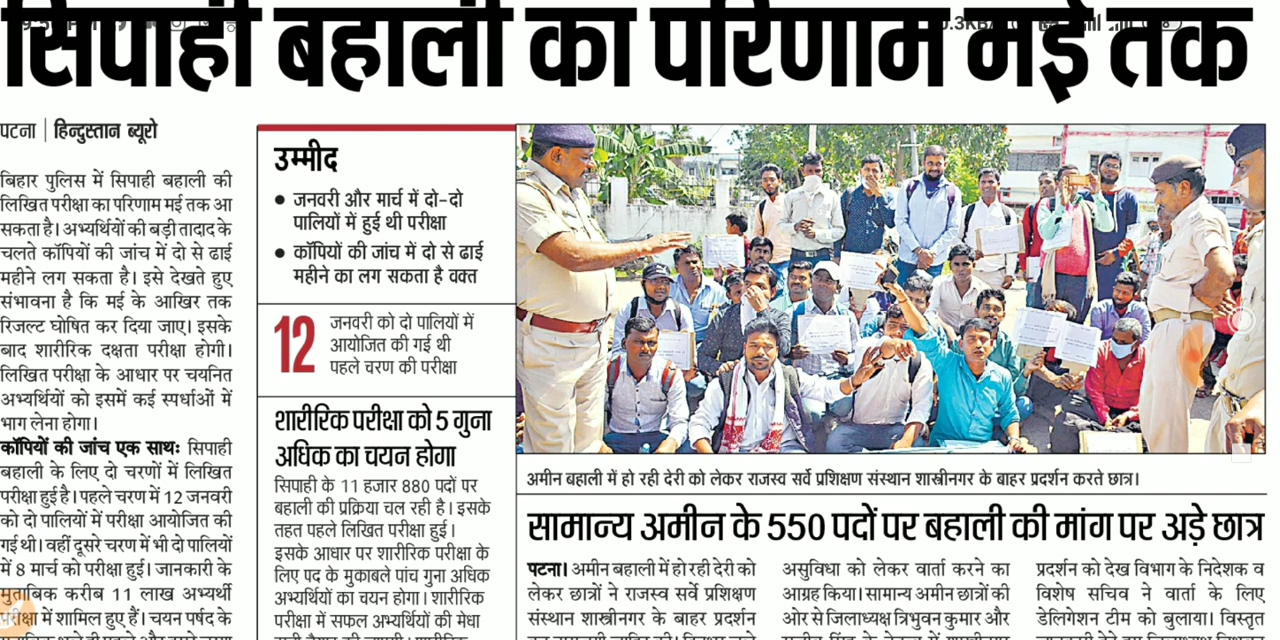 सिपाही बहाली का परिणाम मई तक
पटना | हिन्दुस्तान ब्यूरो
बिहार पुलिस में सिपाही बहाली की
लिखित परीक्षा का परिणाम मई तक आ
सकता है। अभ्यर्थियों की बड़ी तादाद के
चलते कॉपियों की जांच में दो से ढाई
महीने लग सकता है। इसे देखते हुए
संभावना है कि मई के आखिर तक
रिजल्ट घोषित कर दिया जाए। इसके
बाद शारीरिक दक्षता परीक्षा होगी।
लिखित परीक्षा के आधार पर चयनित
अभ्यर्थियों को इसमें कई स्पर्धाओं में
भाग लेना होगा।
कॉपियों की जांच एक साथः सिपाही
बहाली के लिए दो चरणों में लिखित
परीक्षा हुई है। पहले चरण में 12 जनवरी
को दो पालियों में परीक्षा आयोजित की
गई थी। वहीं दूसरे चरण में भी दो पालियों
में 8 मार्च को परीक्षा हुई। जानकारी के
मुताबिक करीब 11 लाख अभ्यर्थी
परीक्षा में शामिल हुए हैं। चयन पर्षद के
उम्मीद
● जनवरी और मार्च में दो-दो
पालियों में हुई थी परीक्षा
● कॉपियों की जांच में दो से ढाई
महीने का लग सकता है वक्त
12 जनवरी को दो पालियों में
आयोजित की गई थी
पहले चरण की परीक्षा
शारीरिक परीक्षा को 5 गुना
अधिक का चयन होगा
सिपाही के 11 हजार 880 पदों पर
बहाली की प्रक्रिया चल रही है। इसके
तहत पहले लिखित परीक्षा हुई।
इसके आधार पर शारीरिक परीक्षा के
लिए पद के मुकाबले पांच गुना अधिक
अभ्यर्थियों का चयन होगा। शारीरिक
परीक्षा में सफल अभ्यर्थियों की मेधा
अमीन बहाली में हो रही देरी को लेकर राजस्व सर्वे प्रशिक्षण संस्थान शास्त्रीनगर के बाहर प्रदर्शन करते छात्र।
सामान्य अमीन के 550 पदों पर बहाली की मांग पर अड़े छात्र
पटना। अमीन बहाली में हो रही देरी को
लेकर छात्रों ने राजस्व सर्वे प्रशिक्षण
संस्थान शास्त्रीनगर के बाहर प्रदर्शन
असुविधा को लेकर वार्ता करने का
आग्रह किया। सामान्य अमीन छात्रों की
ओर से जिलाध्यक्ष त्रिभुवन कुमार और
प्रदर्शन को देख विभाग के निदेशक व
विशेष सचिव ने वार्ता के लिए
डेलिगेशन टीम को बुलाया। विस्तृत